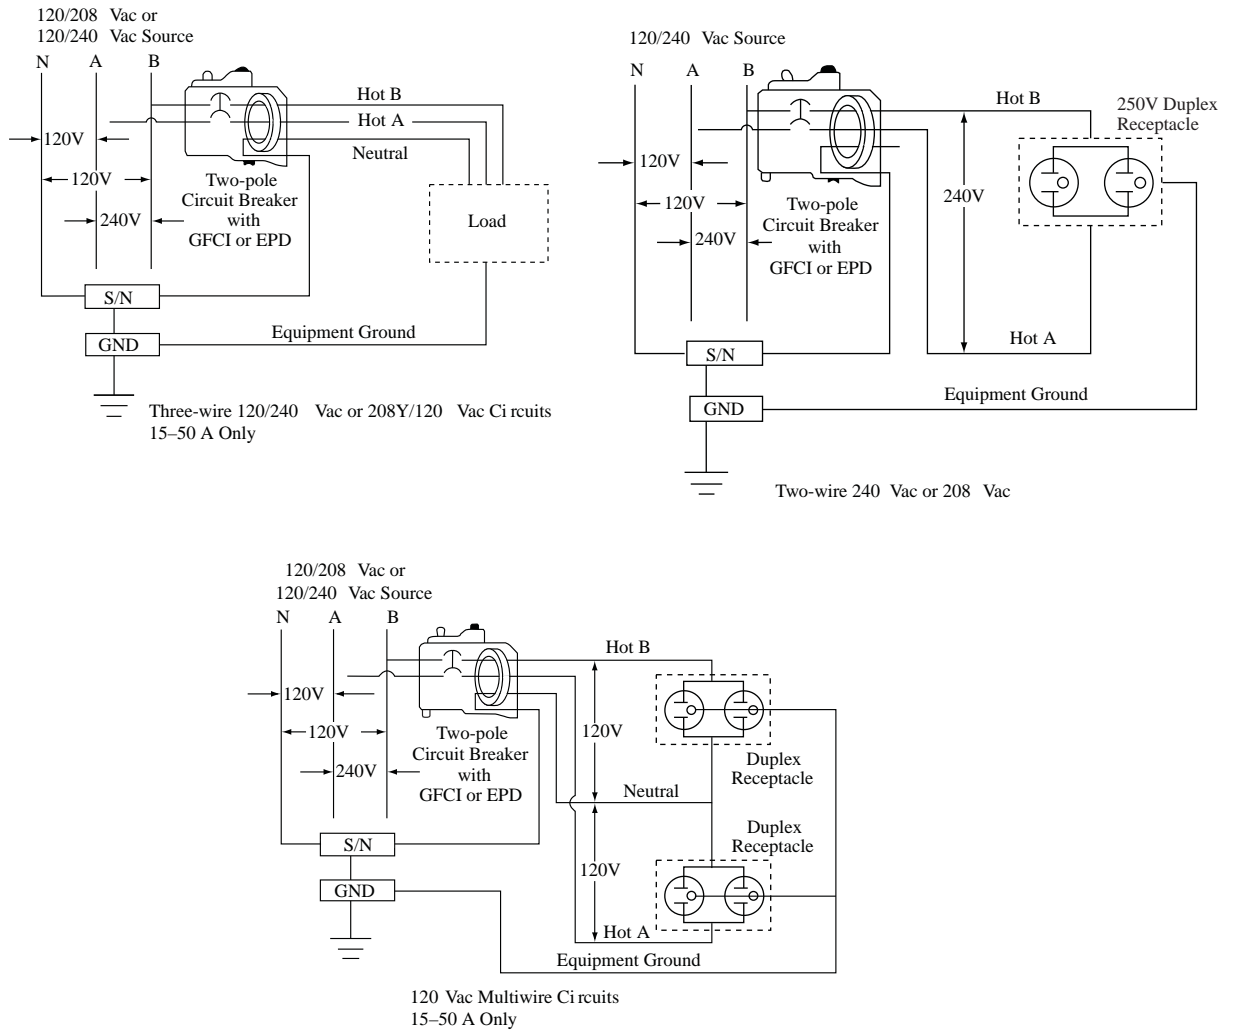 120/208 Vac or
120/240 Vac Source
N A B
Hot B
Hot A
Neutral
120V
120V
240V
Two-pole
Circuit Breaker
with
GFCI or EPD
Load
S/N
GND
Equipment Ground
Three-wire 120/240 Vac or 208Y/120 Vac Circuits
15–50 A Only
120/240 Vac Source
N A B
Hot B
250V Duplex
Receptacle
120V
120V
240V
240V
Two-pole
Circuit Breaker
with
GFCI or EPD
Hot A
S/N
GND
Equipment Ground
Two-wire 240 Vac or 208 Vac
120/208 Vac or
120/240 Vac Source
N A B
Hot B
120V
120V
240V
Two-pole
Circuit Breaker
with
GFCI or EPD
120V
Duplex
Receptacle
Neutral
Duplex
Receptacle
120V
S/N
GND
Hot A
Equipment Ground
120 Vac Multiwire Circuits
15–50 A Only